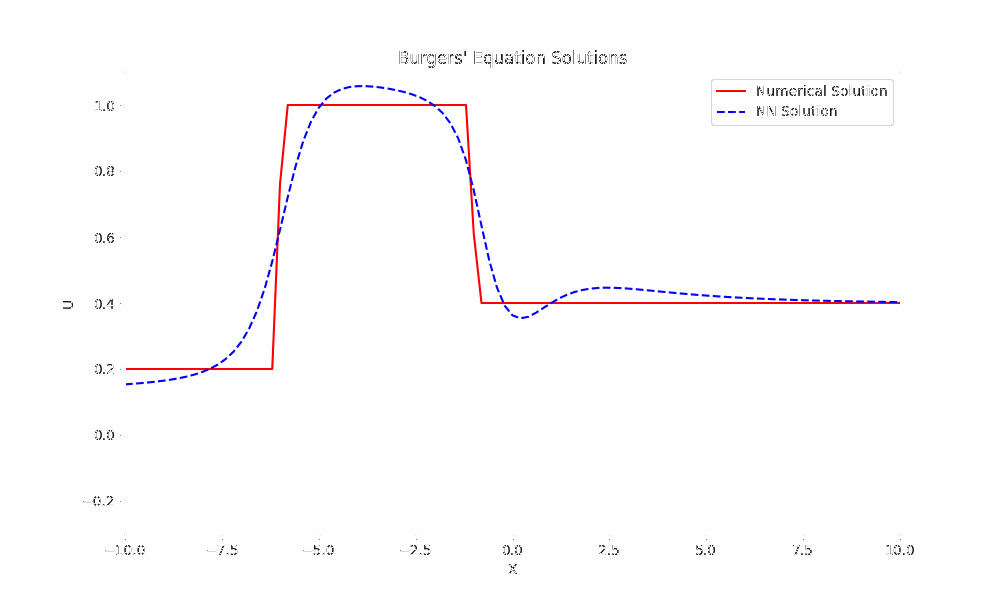 Burgers' Equation Solutions
Numerical Solution
NN Solution
1.0
0.8
0.6
0.4
0.2
0.0
−0.2
U
−10.0 −7.5 −5.0 −2.5 0.0 2.5 5.0 7.5 10.0
X